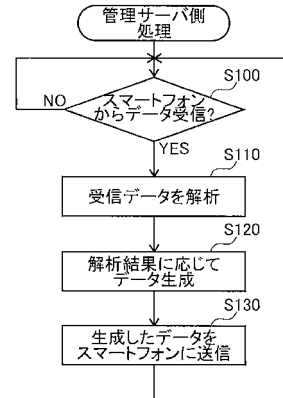 管理サーバ側
処理
S100
スマートフォン
からデータ受信?
NO
YES
S110
受信データを解析
S120
解析結果に応じて
データ生成
S130
生成したデータを
スマートフォンに送信